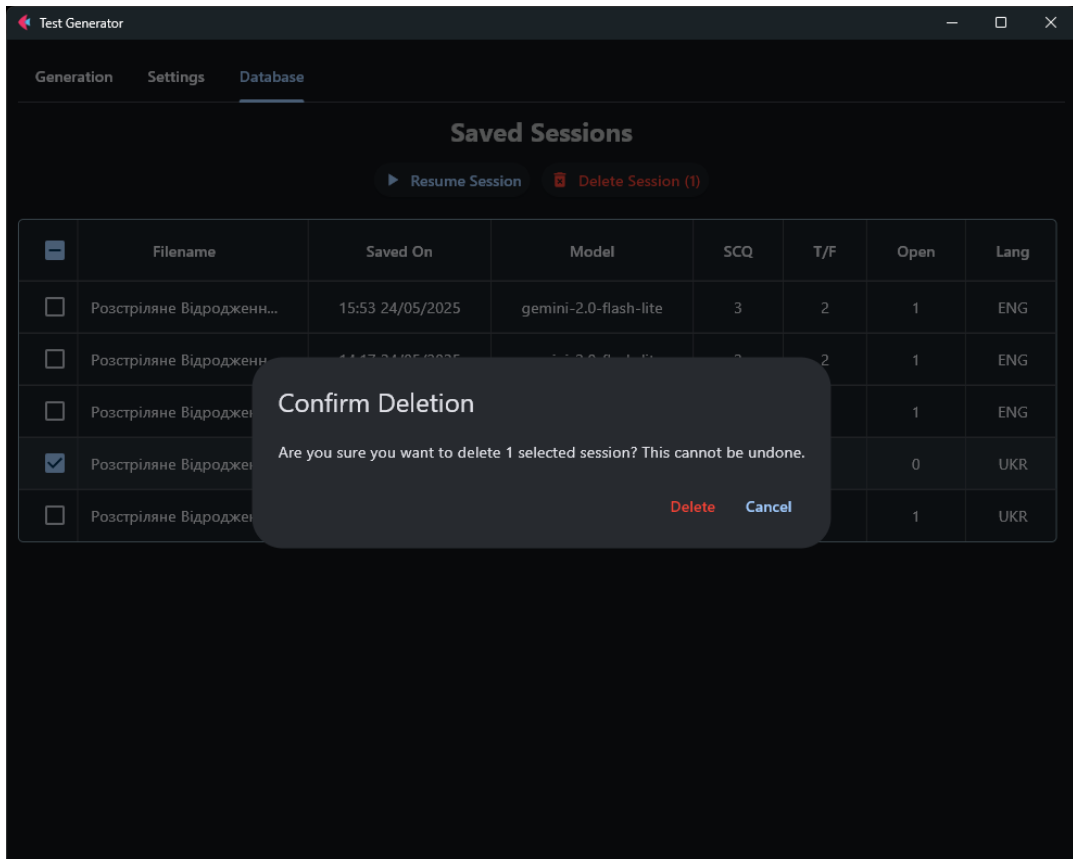 Test Generator
Generation Settings Database
Saved Sessions
Resume Session Delete Session (1)
Filename Saved On Model SCQ T/F Open Lang
Розстріляне Відродженн... 15:53 24/05/2025 gemini-2.0-flash-lite 3 2 1 ENG
Розстріляне Відродженн 2 1 ENG
Розстріляне 1 ENG
Confirm Deletion
Are you sure you want to delete 1 selected session? This cannot be undone.
Розстріляне 0 UKR
Delete Cancel
Розстріляне 1 UKR